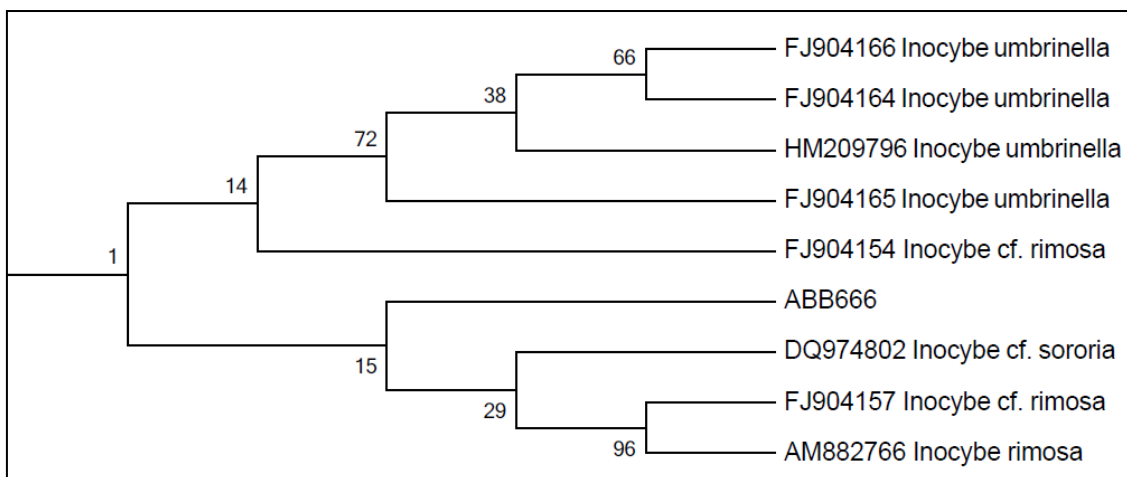 66
FJ904166 Inocybe umbrinella
FJ904164 Inocybe umbrinella
38
HM209796 Inocybe umbrinella
72
FJ904165 Inocybe umbrinella
14
FJ904154 Inocybe cf. rimosa
1
ABB666
DQ974802 Inocybe cf. sororia
15
FJ904157 Inocybe cf. rimosa
29
AM882766 Inocybe rimosa
96